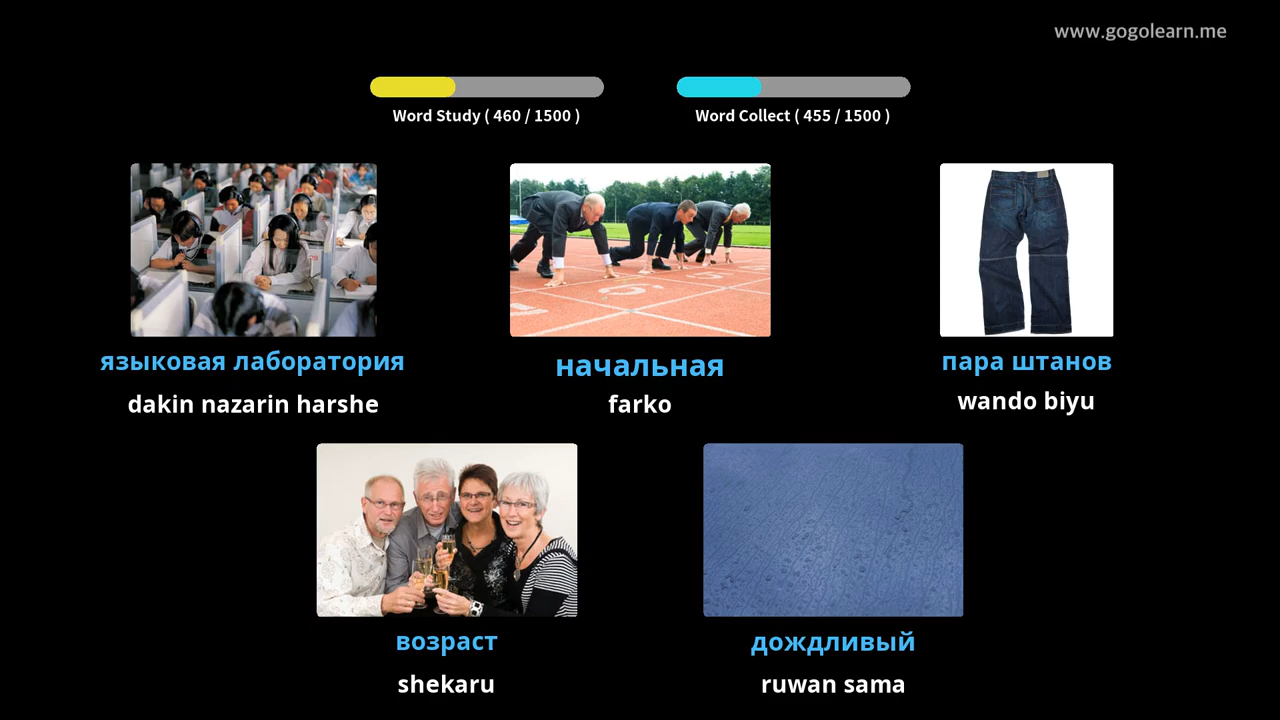 www.gogolearn.me
Word Study ( 460 / 1500 )
Word Collect ( 455 / 1500 )
языковая лаборатория
dakin nazarin harshe
начальная
farko
пара штанов
wando biyu
возраст
shekaru
дождливый
ruwan sama